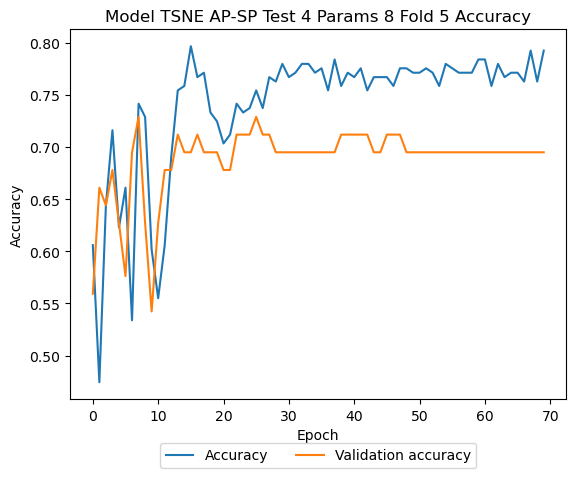 Model TSNE AP-SP Test 4 Params 8 Fold 5 Accuracy
0.80
0.75
0.70
0.65
0.60
0.55
0.50
Accuracy
0 10 20 30 40 50 60 70
Epoch
Accuracy Validation accuracy